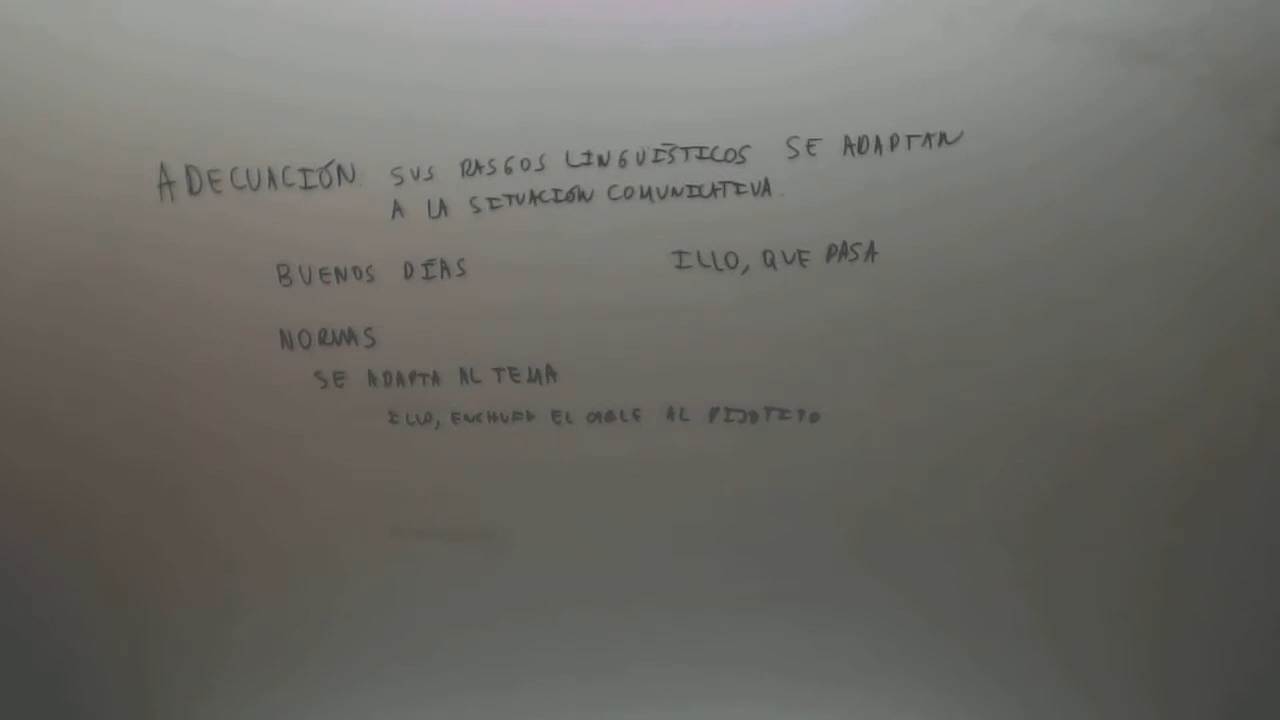 ADECUACIÓN SUS RASGOS LINGÜÍSTICOS SE ADAPTAN
A LA SITUACIÓN COMUNICATIVA.
BUENOS DÍAS ILLO, QUE PASA
NORMAS
SE ADAPTA AL TEMA
ILLO, ENCHUFA EL CABLE AL